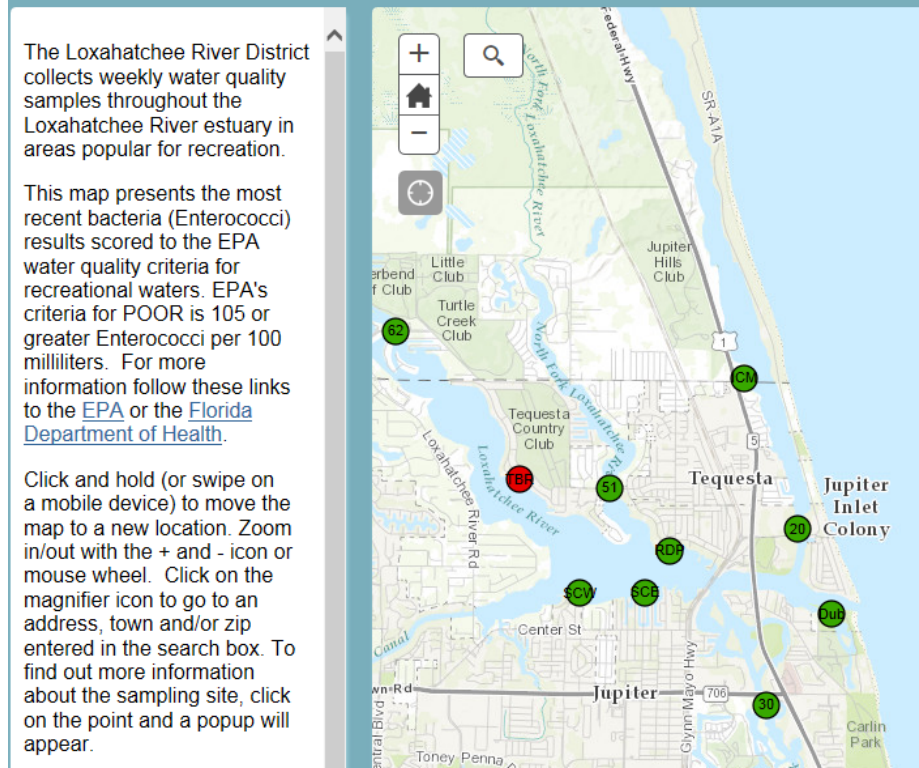 The Loxahatchee River District
collects weekly water quality
samples throughout the
Loxahatchee River estuary in
areas popular for recreation.
This map presents the most
recent bacteria (Enterococci)
results scored to the EPA
water quality criteria for
recreational waters. EPA's
criteria for POOR is 105 or
greater Enterococci per 100
milliliters.  For more
information follow these links
to the EPA or the Florida
Department of Health.
Click and hold (or swipe on
a mobile device) to move the
map to a new location. Zoom
in/out with the + and - icon or
mouse wheel.  Click on the
magnifier icon to go to an
address, town and/or zip
entered in the search box. To
find out more information
about the sampling site, click
on the point and a popup will
appear.
+
−
Federal Hwy
SR-A1A
North Fork Loxahatchee River
Jupiter
Hills
Club
erbend
f Club
Little
Club
Turtle
Creek
Club
62
1
ICM
North Fork Loxahatchee Ri
Tequesta
Country
Club
Loxahatchee River Rd
Loxahatchee River
TBR
51
5
Tequesta
Jupiter
Inlet
Colony
20
RDP
SCW
SCE
Dub
Center St
Canal
wn Rd
Jupiter
706
30
Glynn Mayo Hwy
entral Blvd
Toney Penna
Carlin
Park